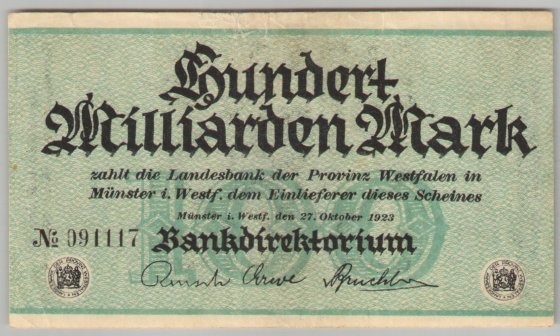 Hundert
Milliarden Mark
zahlt die Landesbank der Provinz Westfalen in
Münster i. Westf. dem Einlieferer dieses Scheines
Münster i. Westf. den 27. Oktober 1923
№ 091117 Bankdirektorium